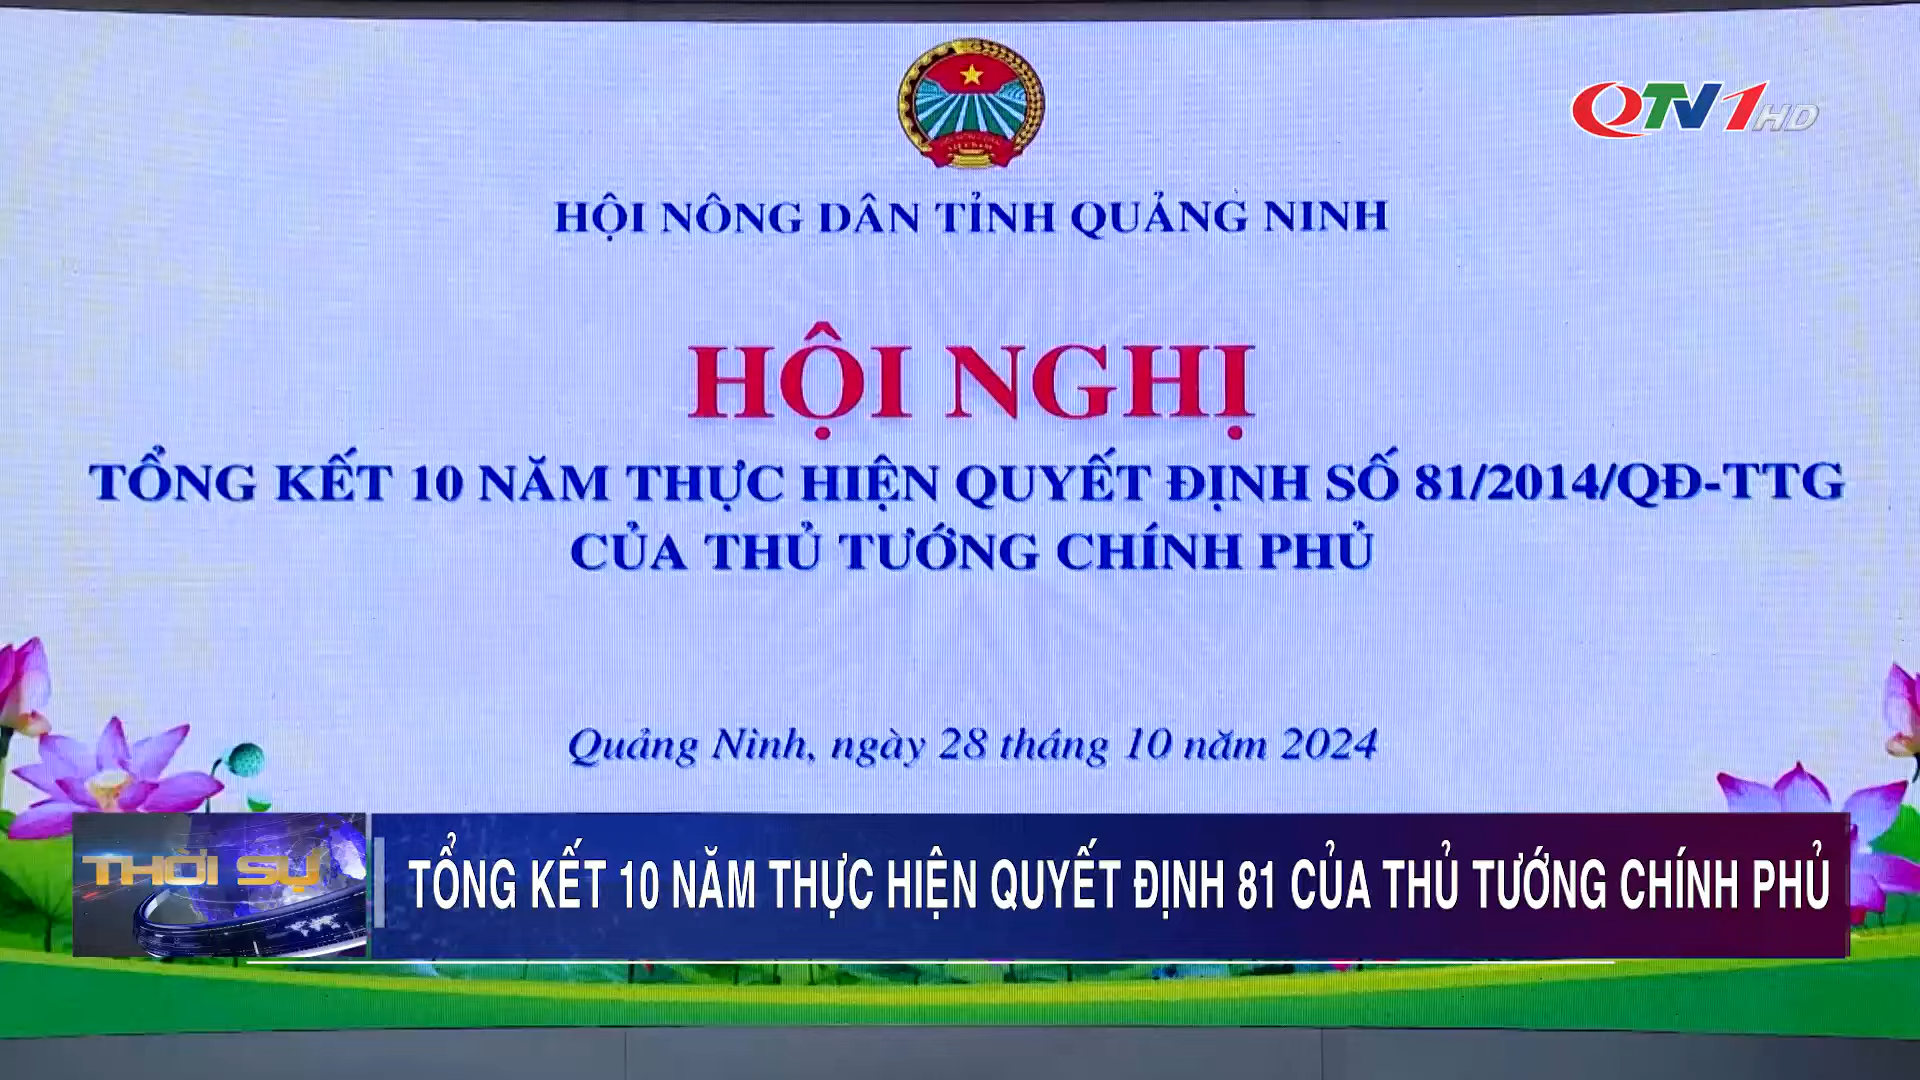 QTV1HD
HỘI NÔNG DÂN TỈNH QUẢNG NINH
HỘI NGHỊ
TỔNG KẾT 10 NĂM THỰC HIỆN QUYẾT ĐỊNH SỐ 81/2014/QĐ-TTG
CỦA THỦ TƯỚNG CHÍNH PHỦ
Quảng Ninh, ngày 28 tháng 10 năm 2024
THỜI SỰ
TỔNG KẾT 10 NĂM THỰC HIỆN QUYẾT ĐỊNH 81 CỦA THỦ TƯỚNG CHÍNH PHỦ